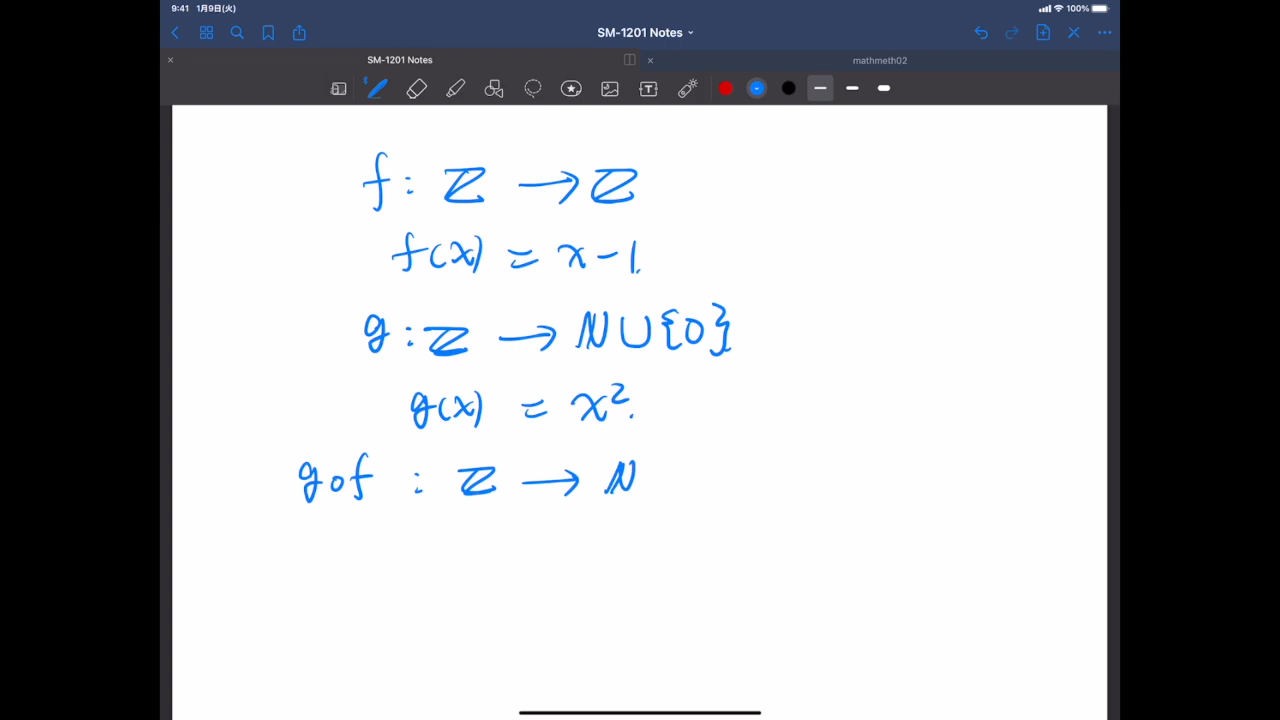 9:41 1月9日(火)
100%
SM-1201 Notes
SM-1201 Notes
mathmeth02
f : ℤ → ℤ
f(x) = x - 1.
g : ℤ → ℕ ∪ {0}
g(x) = x².
g∘f : ℤ → ℕ